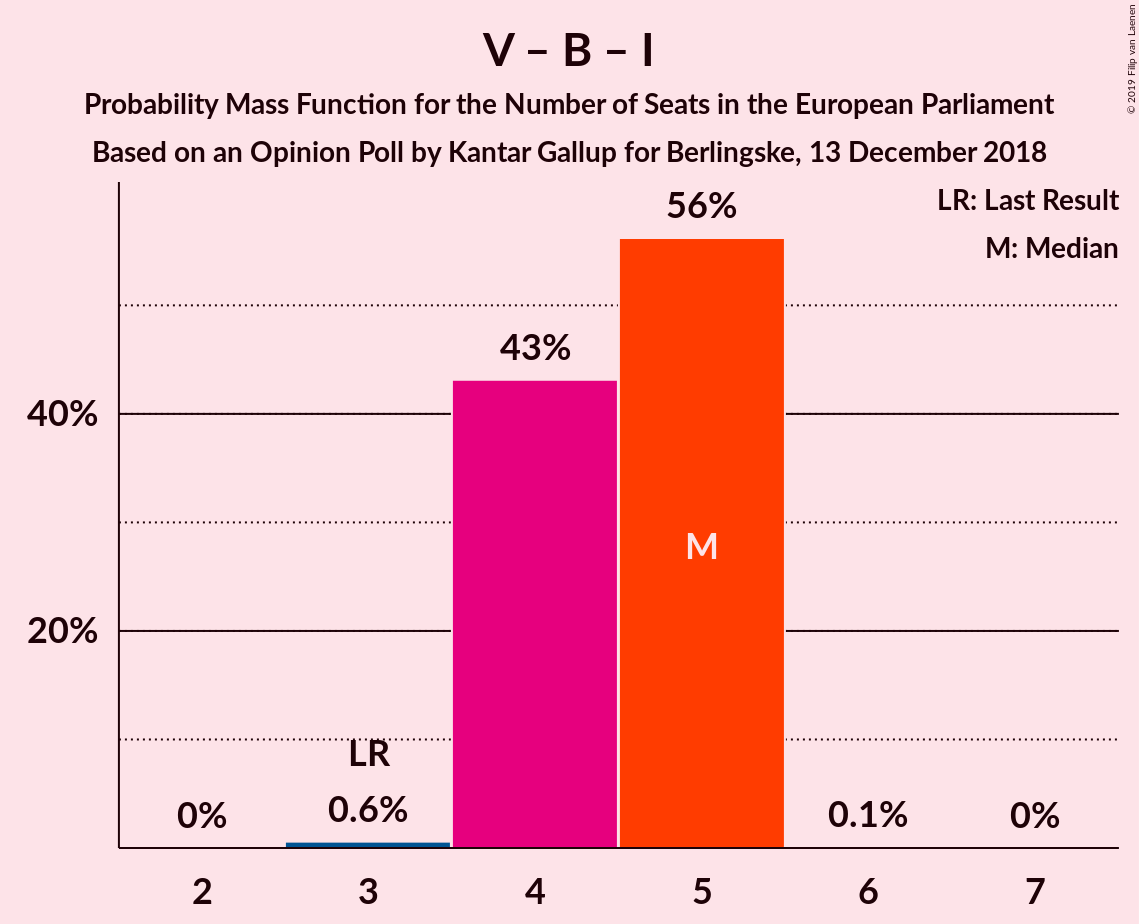 V – B – I
Probability Mass Function for the Number of Seats in the European Parliament
Based on an Opinion Poll by Kantar Gallup for Berlingske, 13 December 2018
© 2019 Filip van Laenen
LR: Last Result
M: Median
56%
43%
40%
M
20%
LR
0%
0.6%
0.1%
0%
2
3
4
5
6
7